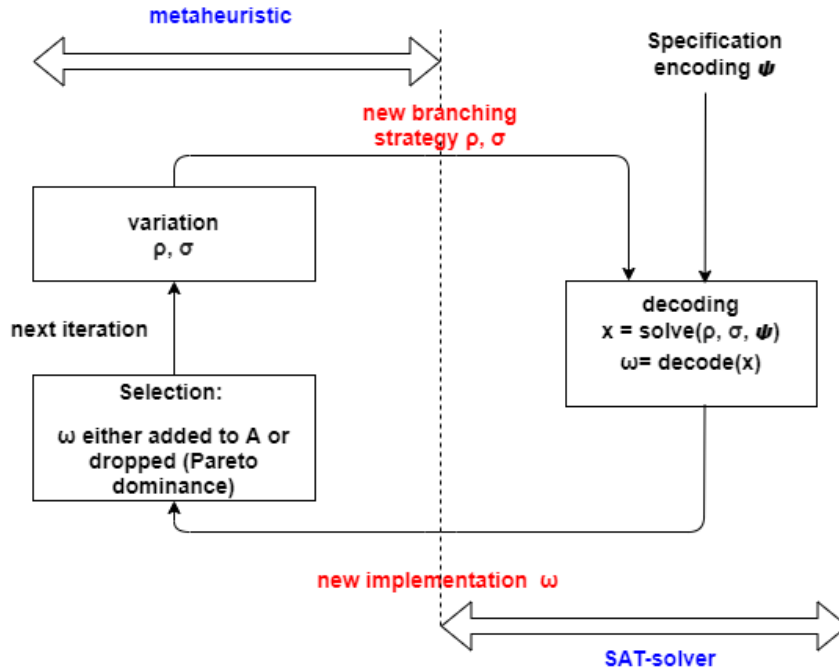 metaheuristic
Specification
encoding ψ
new branching
strategy ρ, σ
variation
ρ, σ
next iteration
decoding
x = solve(ρ, σ, ψ)
ω= decode(x)
Selection:
ω either added to A or
dropped (Pareto
dominance)
new implementation ω
SAT-solver